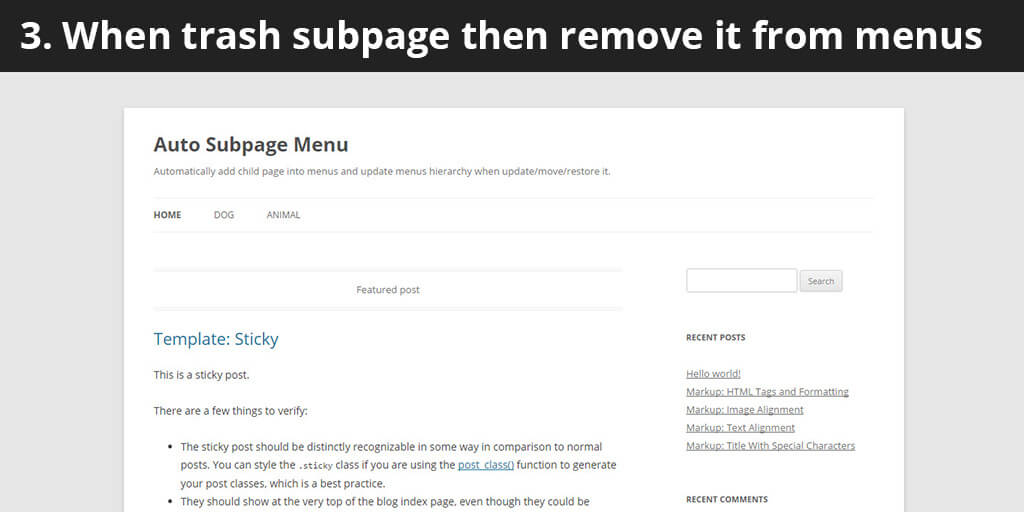 3. When trash subpage then remove it from menus
Auto Subpage Menu
Automatically add child page into menus and update menus hierarchy when update/move/restore it.
HOME DOG ANIMAL
Featured post
Template: Sticky
This is a sticky post.
There are a few things to verify:
• The sticky post should be distinctly recognizable in some way in comparison to normal
posts. You can style the .sticky class if you are using the post_class() function to generate
your post classes, which is a best practice.
• They should show at the very top of the blog index page, even though they could be
Search
RECENT POSTS
Hello world!
Markup: HTML Tags and Formatting
Markup: Image Alignment
Markup: Text Alignment
Markup: Title With Special Characters
RECENT COMMENTS